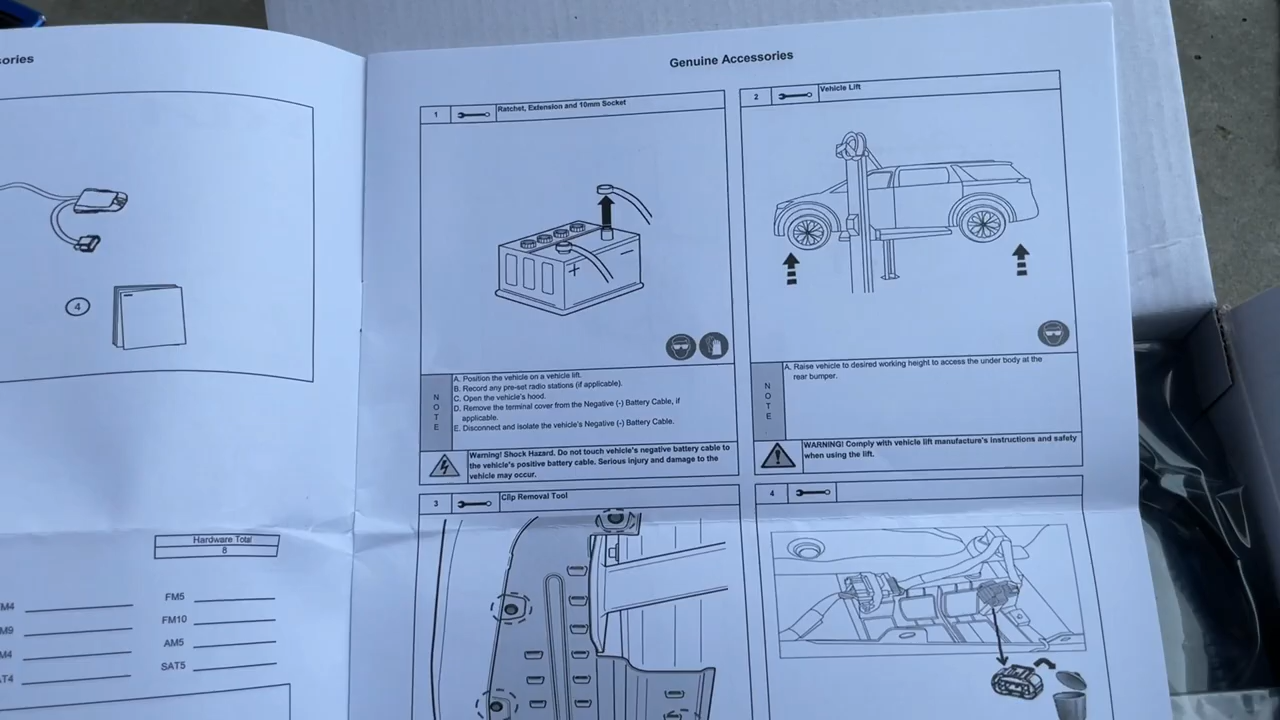 ories
4
Hardware Total
8
M4
M9
M4
T4
FM5
FM10
AM5
SAT5
Genuine Accessories
1
Ratchet, Extension and 10mm Socket
+
−
NOTE
A. Position the vehicle on a vehicle lift.
B. Record any pre-set radio stations (if applicable).
C. Open the vehicle's hood.
D. Remove the terminal cover from the Negative (-) Battery Cable, if
applicable.
E. Disconnect and isolate the vehicle's Negative (-) Battery Cable.
Warning! Shock Hazard. Do not touch vehicle's negative battery cable to
the vehicle's positive battery cable. Serious injury and damage to the
vehicle may occur.
2
Vehicle Lift
NOTE
A. Raise vehicle to desired working height to access the under body at the
rear bumper.
WARNING! Comply with vehicle lift manufacture's instructions and safety
when using the lift.
3
Clip Removal Tool
4